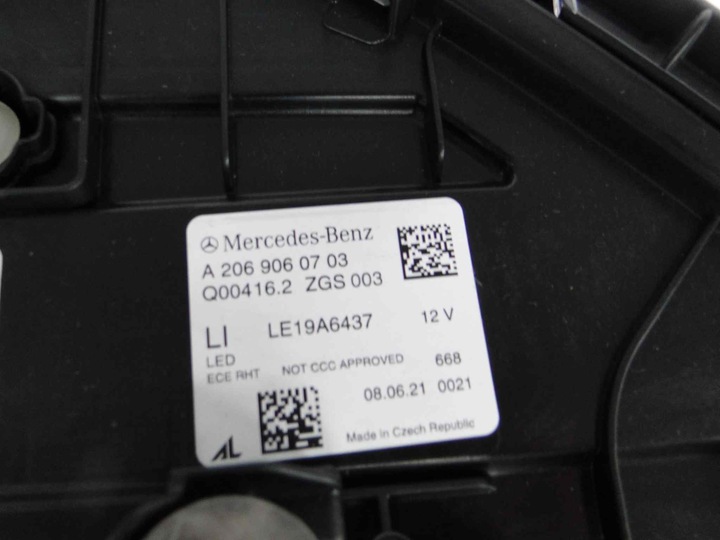 Mercedes-Benz
A 206 906 07 03
Q00416.2 ZGS 003
LI LE19A6437 12 V
LED
ECE RHT NOT CCC APPROVED 668
08.06.21 0021
AL Made in Czech Republic